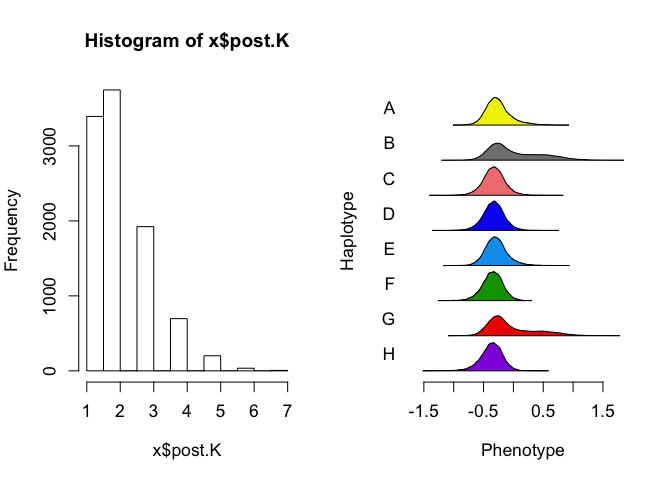 Histogram of x$post.K
Frequency
0
1000
2000
3000
1 2 3 4 5 6 7
x$post.K
Haplotype
A
B
C
D
E
F
G
H
-1.5 -0.5 0.5 1.5
Phenotype